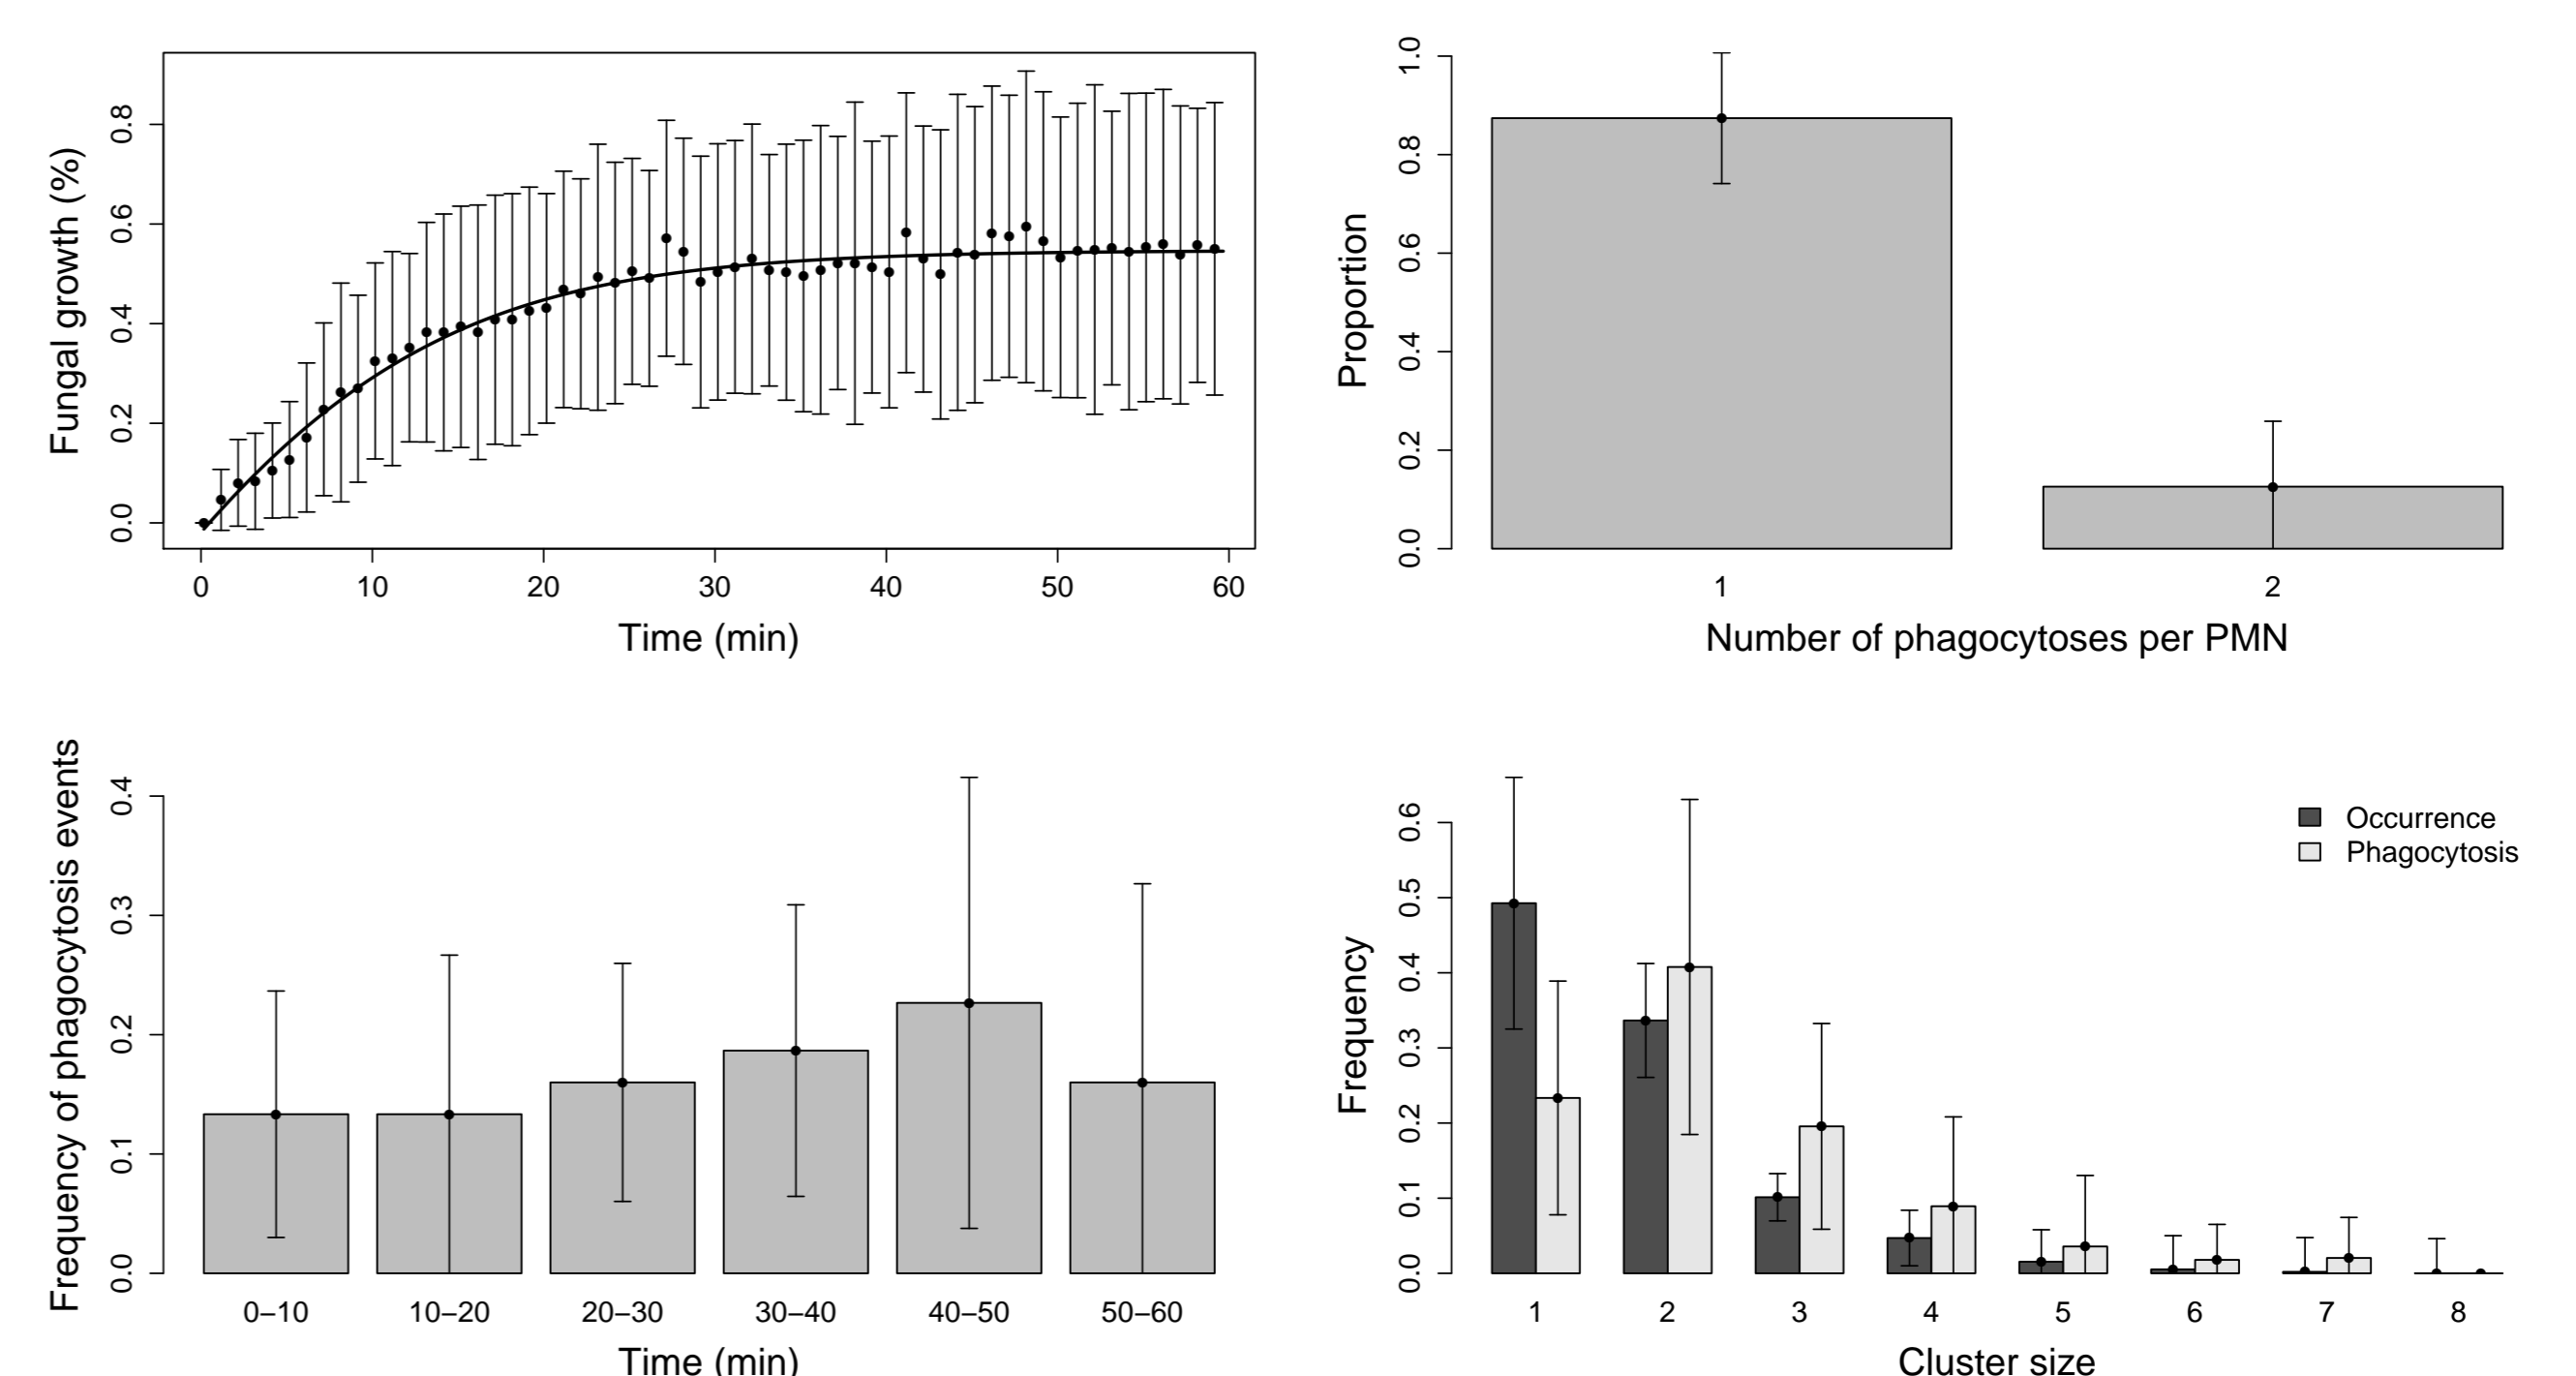 Fungal growth (%)
0.0 0.2 0.4 0.6 0.8
0 10 20 30 40 50 60
Time (min)
Proportion
0.0 0.2 0.4 0.6 0.8 1.0
1 2
Number of phagocytoses per PMN
Frequency of phagocytosis events
0.0 0.1 0.2 0.3 0.4
0–10 10–20 20–30 30–40 40–50 50–60
Time (min)
Frequency
0.0 0.1 0.2 0.3 0.4 0.5 0.6
Occurrence
Phagocytosis
1 2 3 4 5 6 7 8
Cluster size